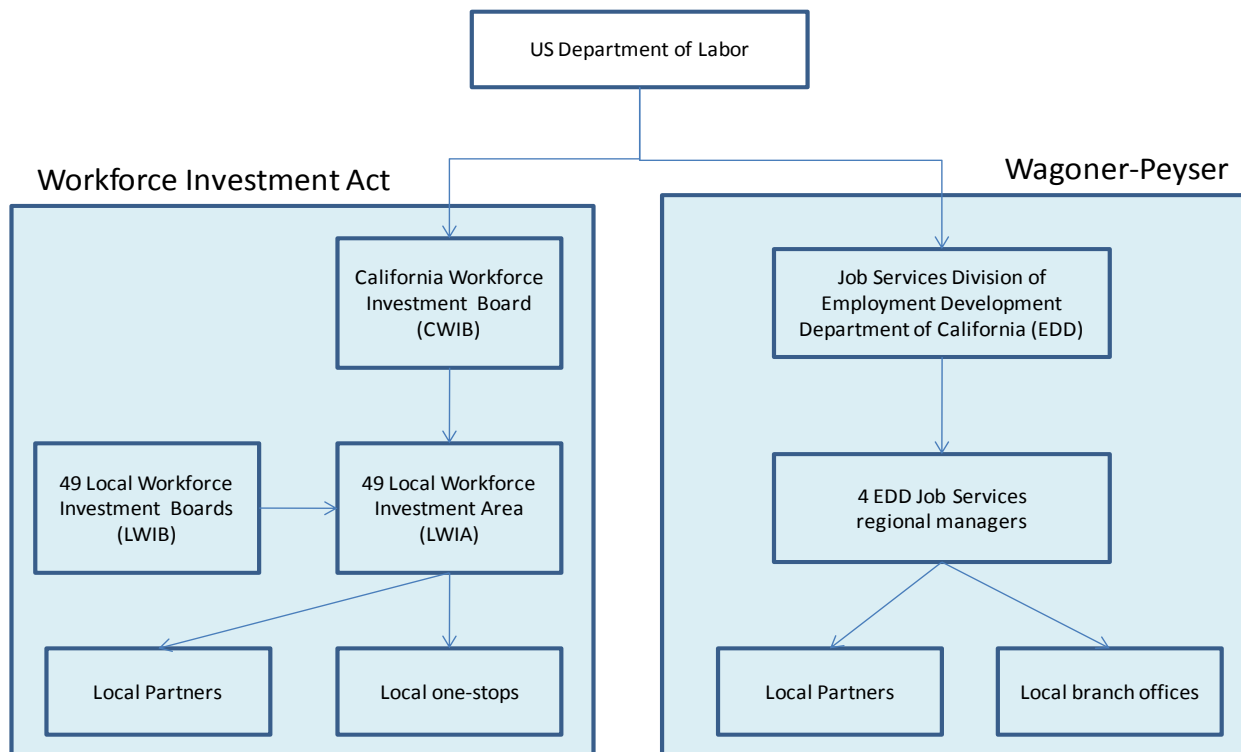 US Department of Labor
Workforce Investment Act
Wagoner-Peyser
California Workforce
Investment Board
(CWIB)
Job Services Division of
Employment Development
Department of California (EDD)
49 Local Workforce
Investment Boards
(LWIB)
49 Local Workforce
Investment Area
(LWIA)
4 EDD Job Services
regional managers
Local Partners
Local one-stops
Local Partners
Local branch offices